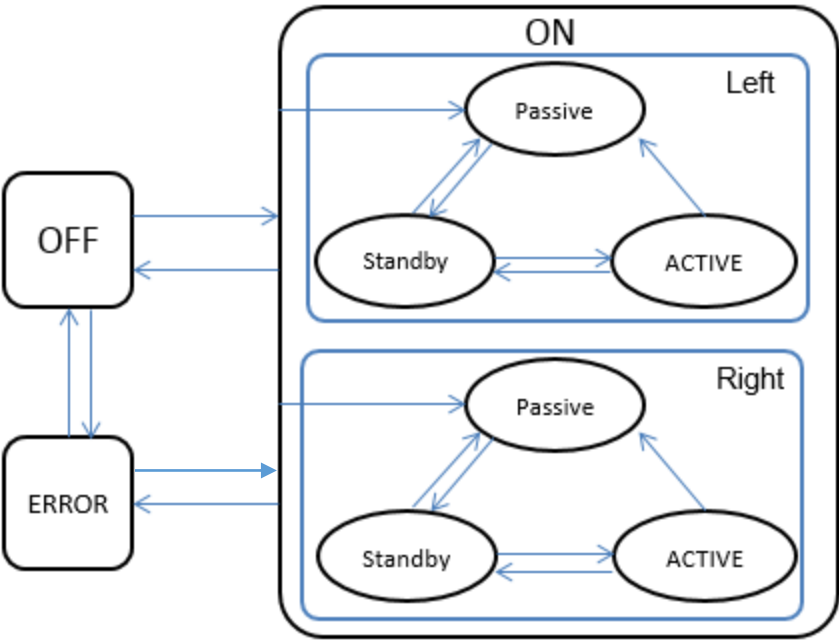 ON
Left
Passive
Standby
ACTIVE
OFF
Right
Passive
Standby
ACTIVE
ERROR